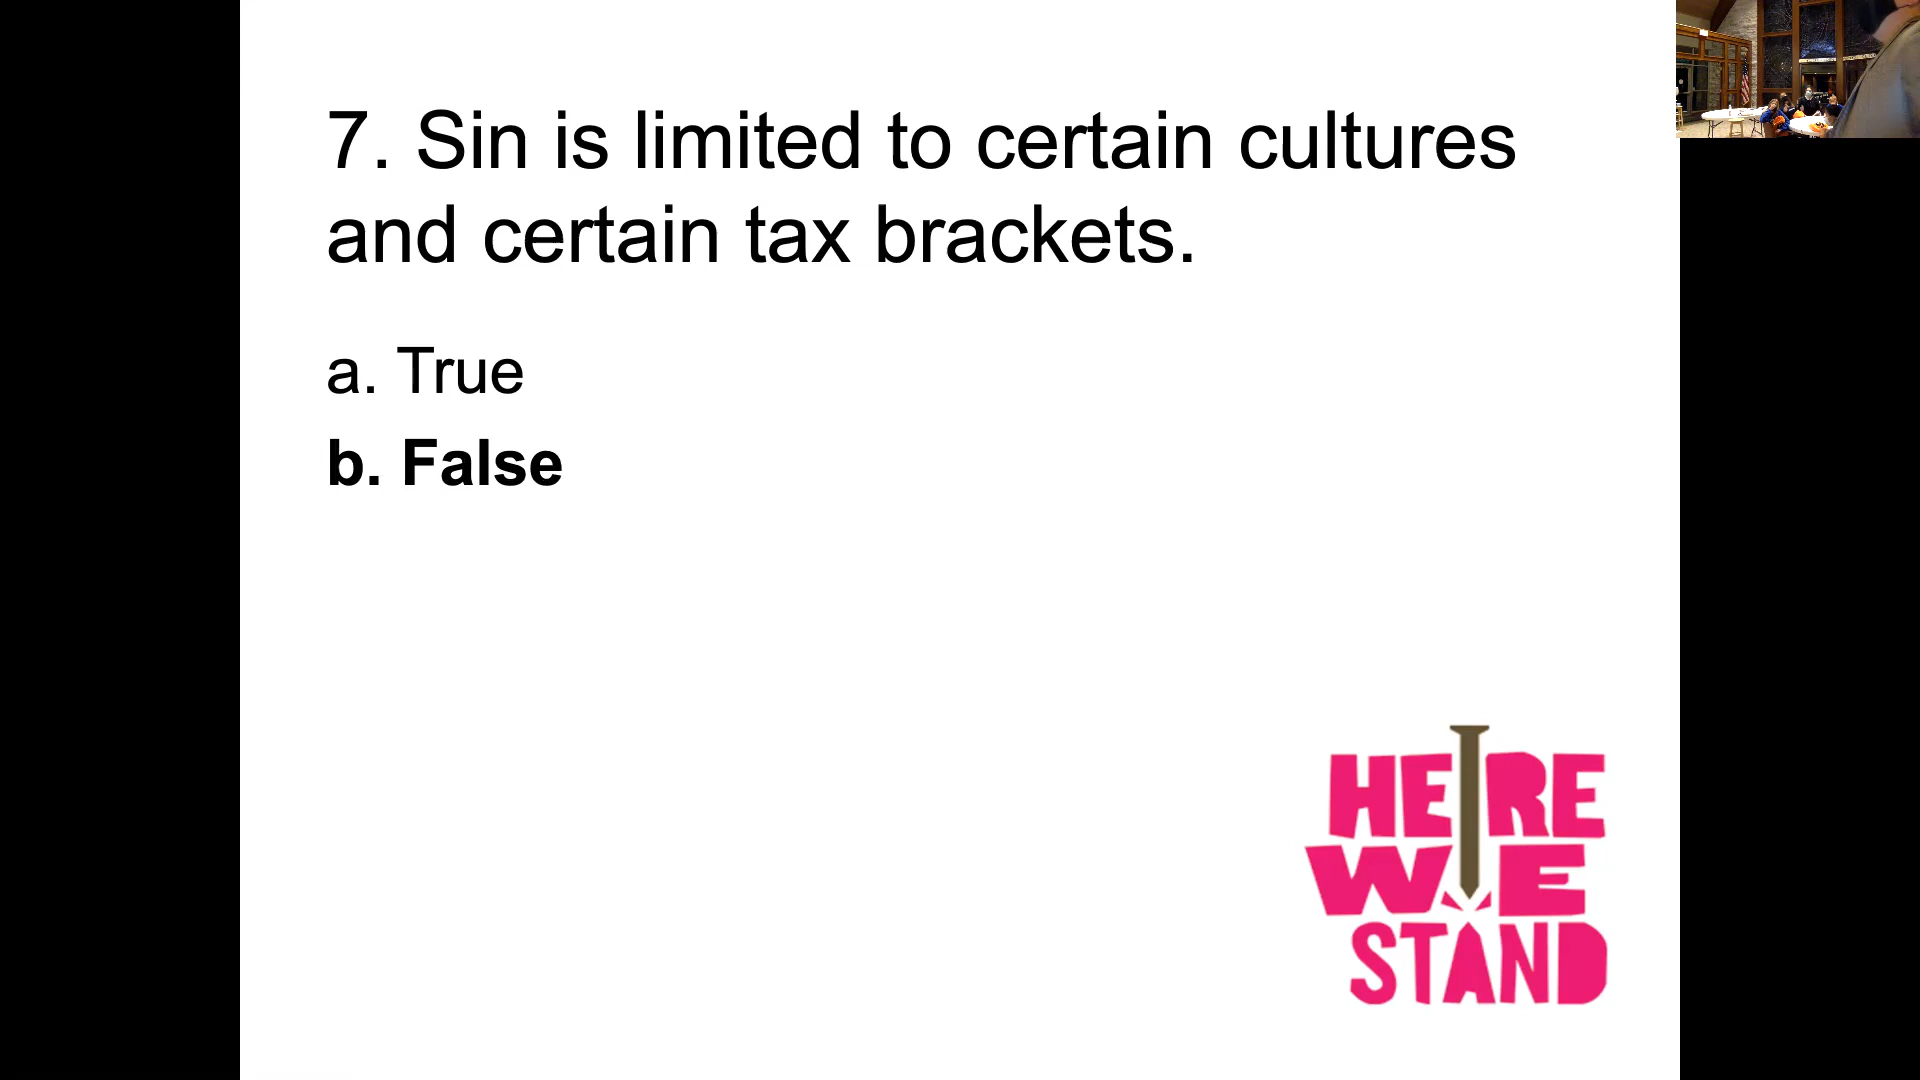 7. Sin is limited to certain cultures
and certain tax brackets.
a. True
b. False
HERE
WE
STAND